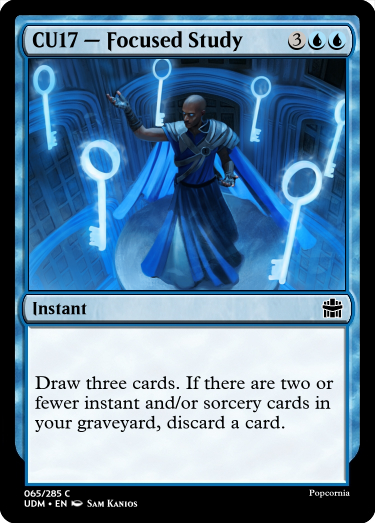 CU17 — Focused Study 3
Instant
Draw three cards. If there are two or
fewer instant and/or sorcery cards in
your graveyard, discard a card.
065/285 C Popcornia
UDM • EN Sam Kanios